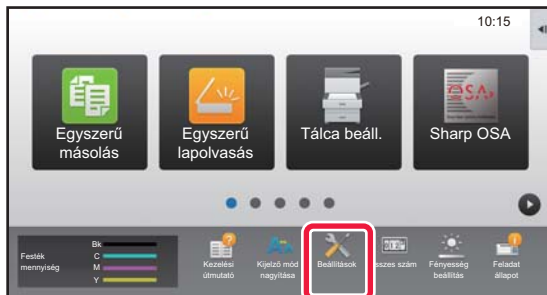 10:15
Egyszerű
másolás
Egyszerű
lapolvasás
Tálca beáll.
OSA
Sharp OSA
Festék
mennyiség
Bk
C
M
Y
Kezelési
útmutató
Kijelző mód
nagyítása
Beállítások
sszes szám
Fényesség
beállítás
Feladat
állapot